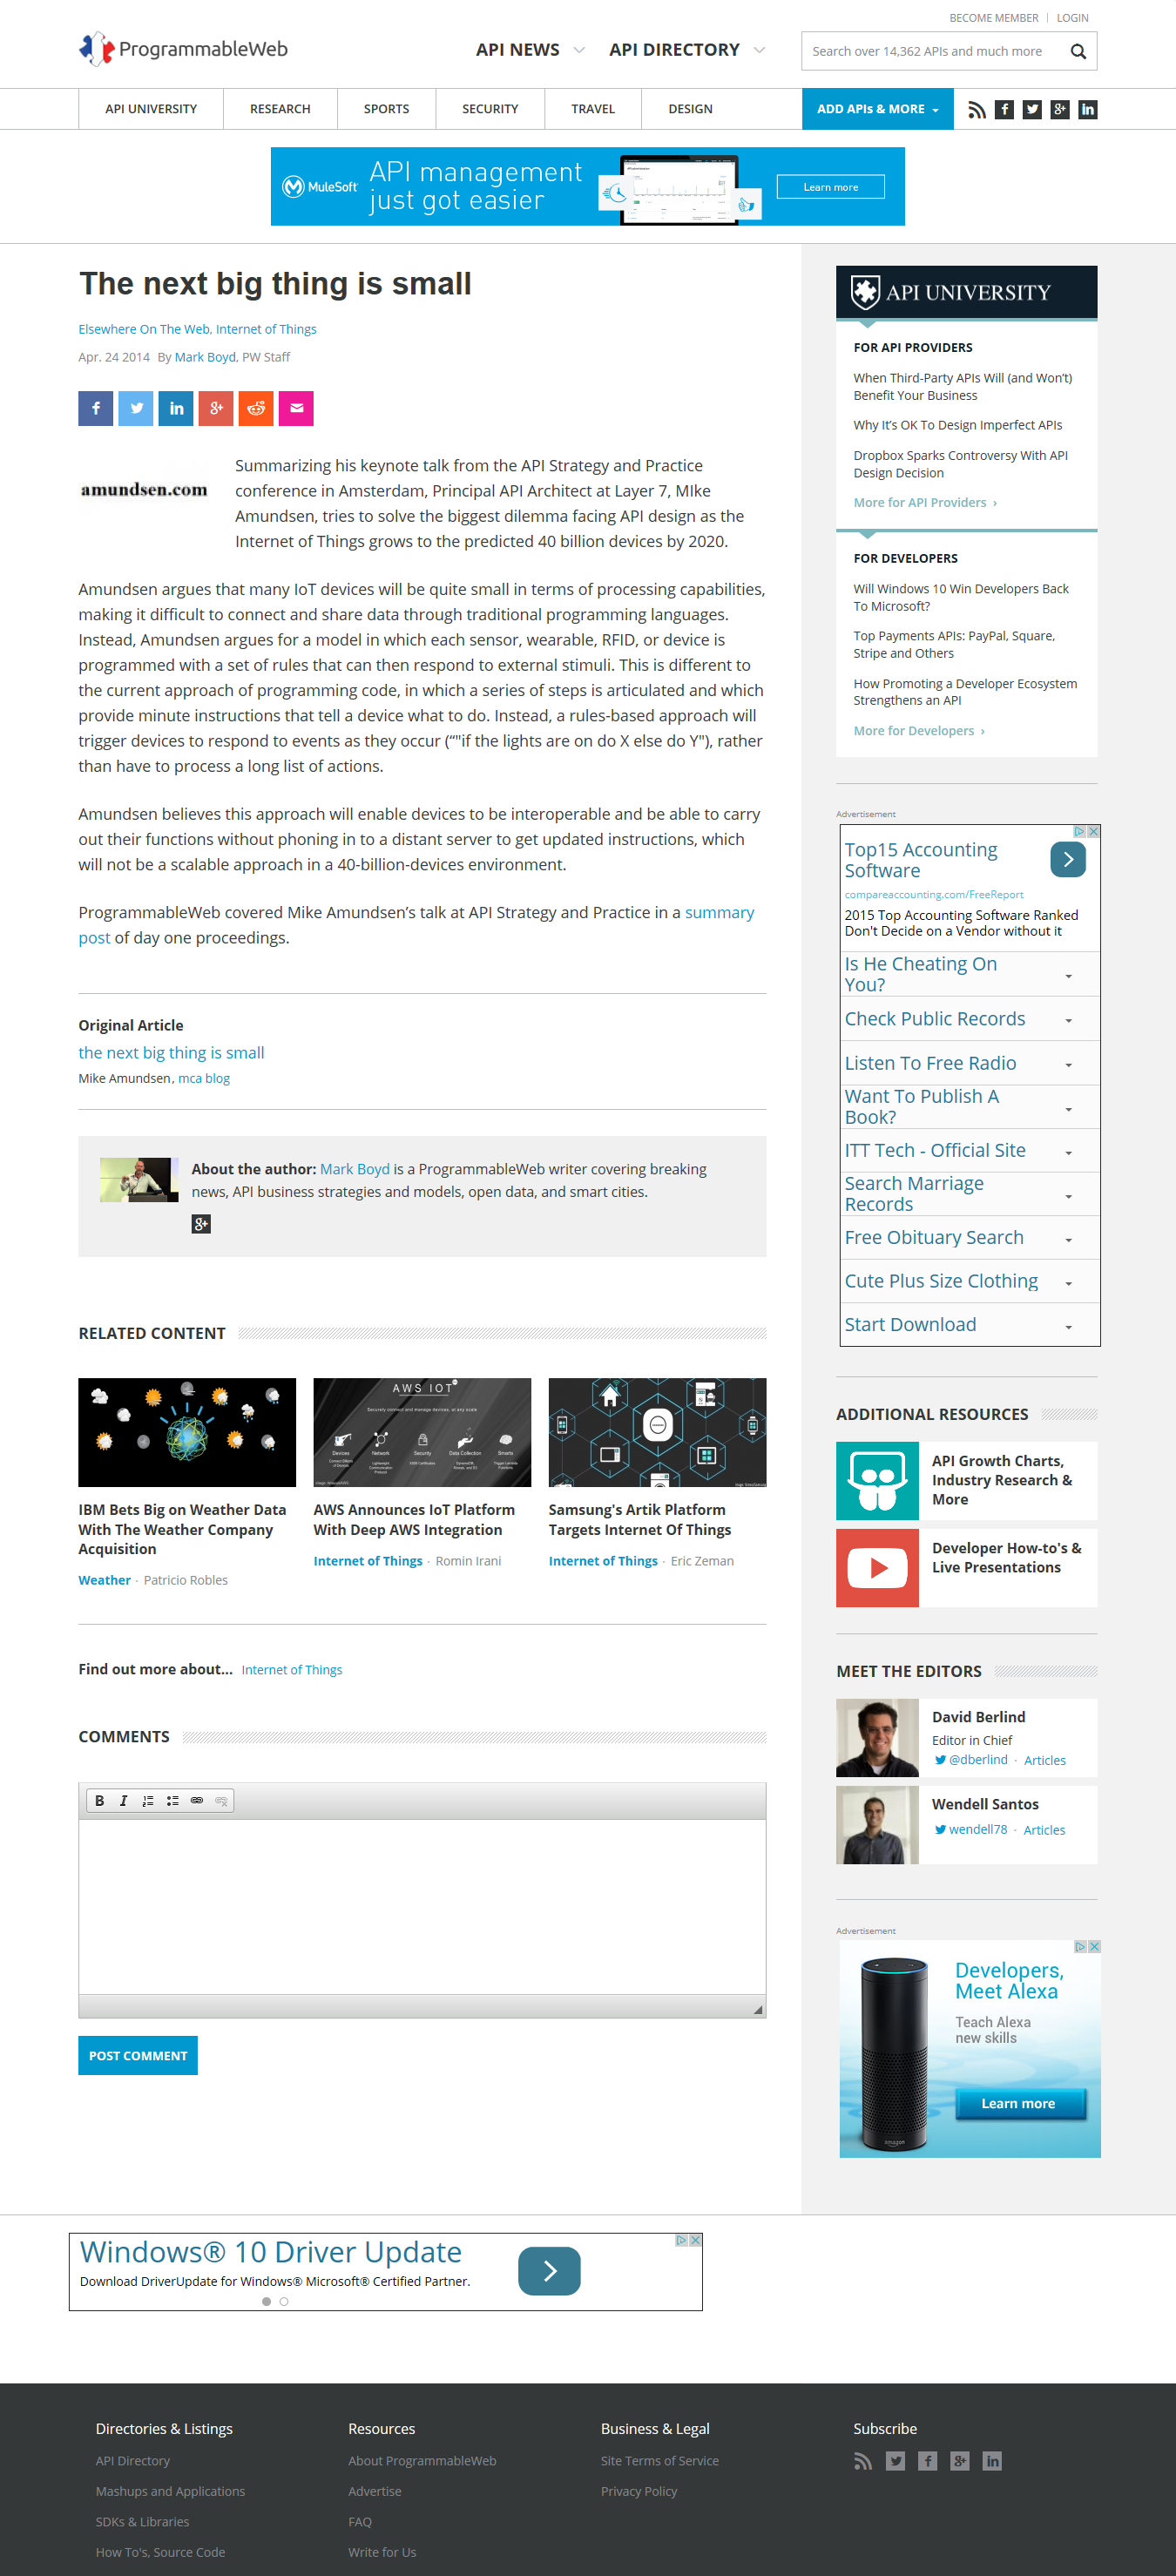 BECOME MEMBER | LOGIN
ProgrammableWeb
API NEWS
API DIRECTORY
Search over 14,362 APIs and much more
API UNIVERSITY
RESEARCH
SPORTS
SECURITY
TRAVEL
DESIGN
ADD APIs & MORE
MuleSoft
API management
just got easier
Learn more
The next big thing is small
Elsewhere On The Web, Internet of Things
Apr. 24 2014 By Mark Boyd, PW Staff
amundsen.com
Summarizing his keynote talk from the API Strategy and Practice
conference in Amsterdam, Principal API Architect at Layer 7, MIke
Amundsen, tries to solve the biggest dilemma facing API design as the
Internet of Things grows to the predicted 40 billion devices by 2020.
Amundsen argues that many IoT devices will be quite small in terms of processing capabilities,
making it difficult to connect and share data through traditional programming languages.
Instead, Amundsen argues for a model in which each sensor, wearable, RFID, or device is
programmed with a set of rules that can then respond to external stimuli. This is different to
the current approach of programming code, in which a series of steps is articulated and which
provide minute instructions that tell a device what to do. Instead, a rules-based approach will
trigger devices to respond to events as they occur (“"if the lights are on do X else do Y"), rather
than have to process a long list of actions.
Amundsen believes this approach will enable devices to be interoperable and be able to carry
out their functions without phoning in to a distant server to get updated instructions, which
will not be a scalable approach in a 40-billion-devices environment.
ProgrammableWeb covered Mike Amundsen’s talk at API Strategy and Practice in a summary
post of day one proceedings.
Original Article
the next big thing is small
Mike Amundsen, mca blog
About the author: Mark Boyd is a ProgrammableWeb writer covering breaking
news, API business strategies and models, open data, and smart cities.
RELATED CONTENT
IBM Bets Big on Weather Data
With The Weather Company
Acquisition
Weather · Patricio Robles
AWS IOT
Securely connect and manage devices, at any scale
Devices
Network
Security
Data Collection
Smarts
AWS Announces IoT Platform
With Deep AWS Integration
Internet of Things · Romin Irani
Samsung's Artik Platform
Targets Internet Of Things
Internet of Things · Eric Zeman
Find out more about... Internet of Things
COMMENTS
B I
POST COMMENT
API UNIVERSITY
FOR API PROVIDERS
When Third-Party APIs Will (and Won’t)
Benefit Your Business
Why It’s OK To Design Imperfect APIs
Dropbox Sparks Controversy With API
Design Decision
More for API Providers ›
FOR DEVELOPERS
Will Windows 10 Win Developers Back
To Microsoft?
Top Payments APIs: PayPal, Square,
Stripe and Others
How Promoting a Developer Ecosystem
Strengthens an API
More for Developers ›
Advertisement
Top15 Accounting
Software
compareaccounting.com/FreeReport
2015 Top Accounting Software Ranked
Don't Decide on a Vendor without it
Is He Cheating On
You?
Check Public Records
Listen To Free Radio
Want To Publish A
Book?
ITT Tech - Official Site
Search Marriage
Records
Free Obituary Search
Cute Plus Size Clothing
Start Download
ADDITIONAL RESOURCES
API Growth Charts,
Industry Research &
More
Developer How-to's &
Live Presentations
MEET THE EDITORS
David Berlind
Editor in Chief
@dberlind · Articles
Wendell Santos
wendell78 · Articles
Advertisement
Developers,
Meet Alexa
Teach Alexa
new skills
Learn more
amazon
Windows® 10 Driver Update
Download DriverUpdate for Windows® Microsoft® Certified Partner.
Directories & Listings
API Directory
Mashups and Applications
SDKs & Libraries
How To's, Source Code
Resources
About ProgrammableWeb
Advertise
FAQ
Write for Us
Business & Legal
Site Terms of Service
Privacy Policy
Subscribe